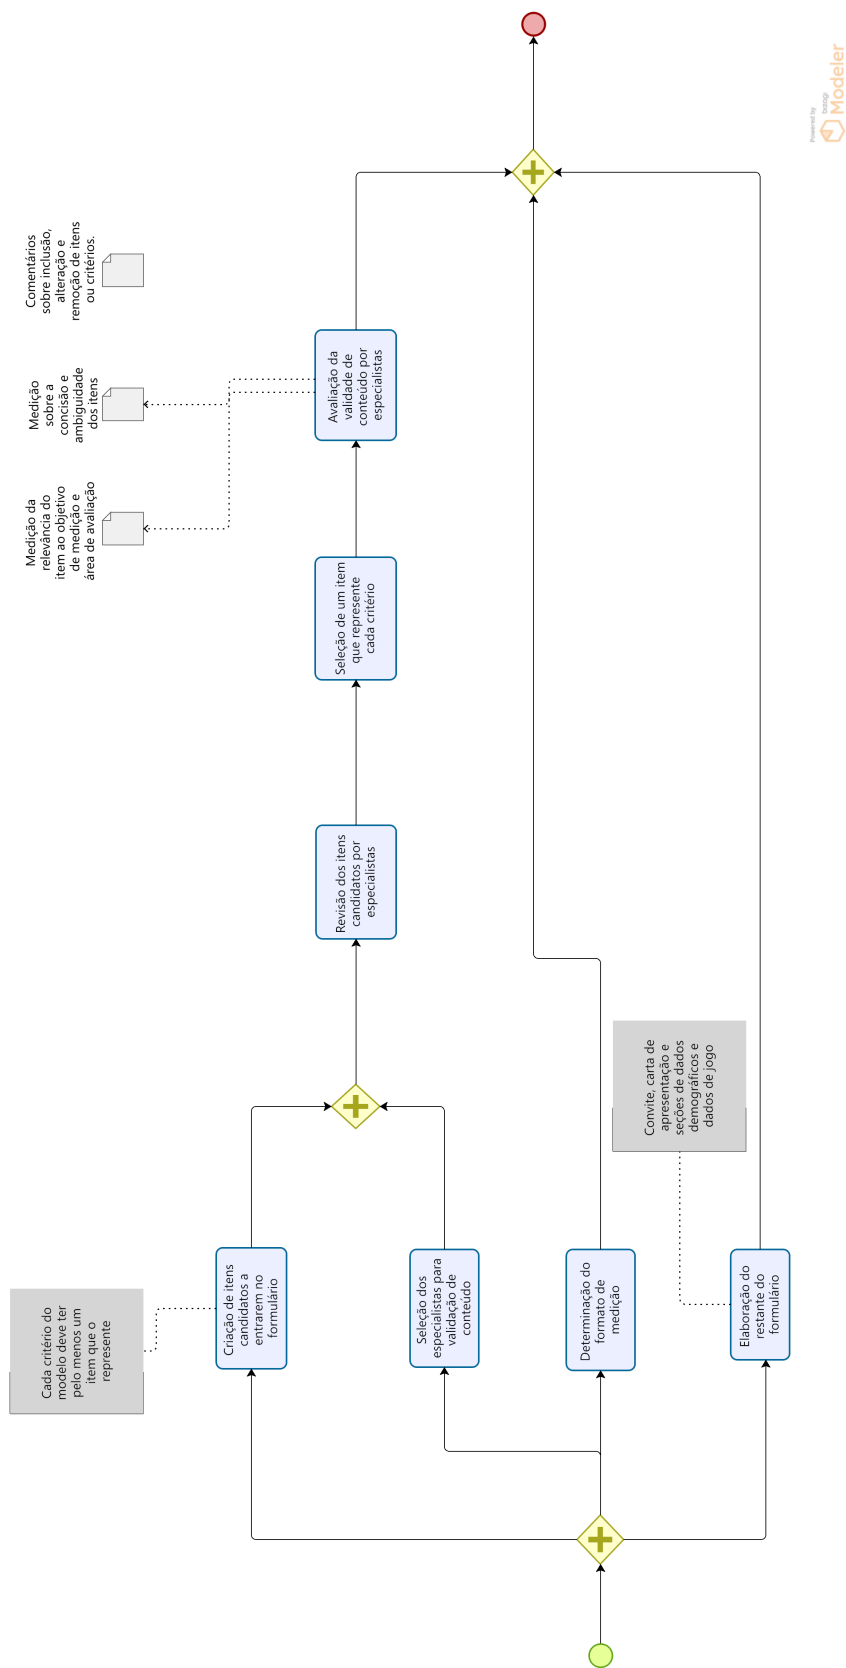 Cada critério do
modelo deve ter
pelo menos um
item que o
represente
Criação de itens
candidatos a
entrarem no
formulário
Seleção dos
especialistas para
validação de
conteúdo
Determinação do
formato de
medição
Elaboração do
restante do
formulário
Convite, carta de
apresentação e
seções de dados
demográficos e
dados de jogo
Revisão dos itens
candidatos por
especialistas
Seleção de um item
que represente
cada critério
Avaliação da
validade de
conteúdo por
especialistas
Medição da
relevância do
item ao objetivo
de medição e
área de avaliação
Medição
sobre a
concisão e
ambiguidade
dos itens
Comentários
sobre inclusão,
alteração e
remoção de itens
ou critérios.
Powered by
bizagi
Modeler